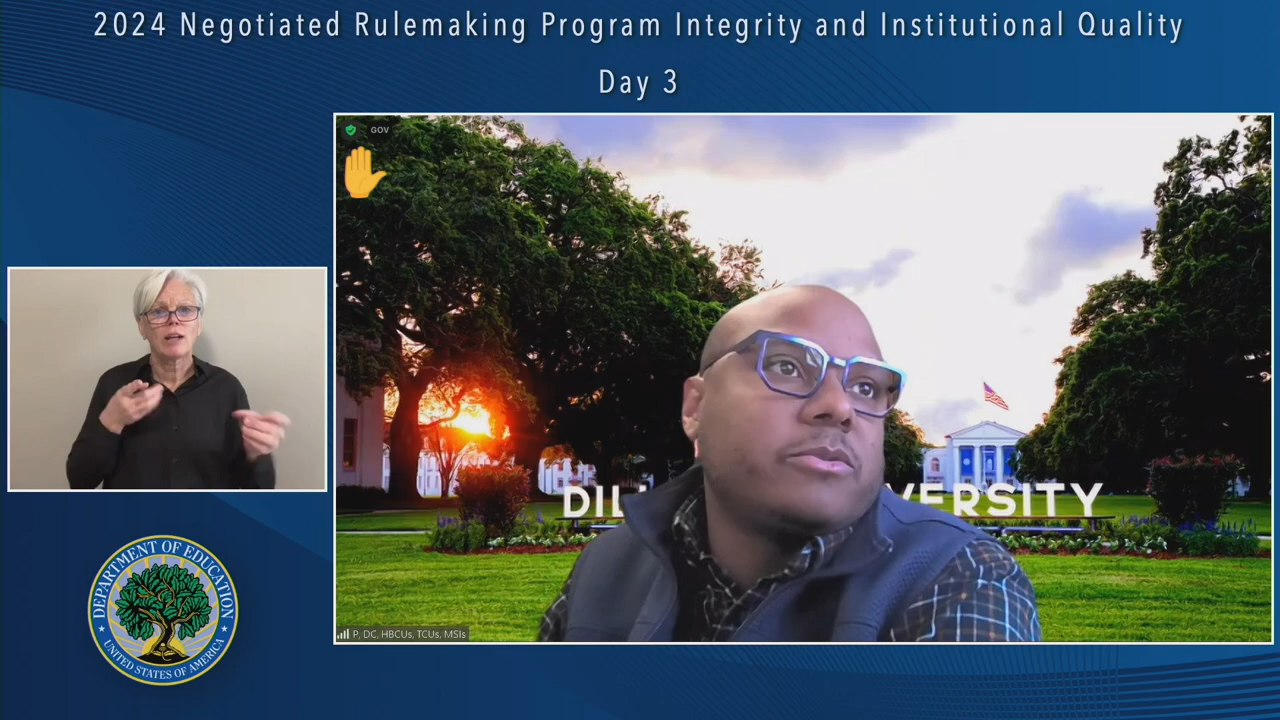 2024 Negotiated Rulemaking Program Integrity and Institutional Quality
Day 3
GOV
DIL VERSITY
P, DC, HBCUs, TCUs, MSIs
DEPARTMENT OF EDUCATION
UNITED STATES OF AMERICA